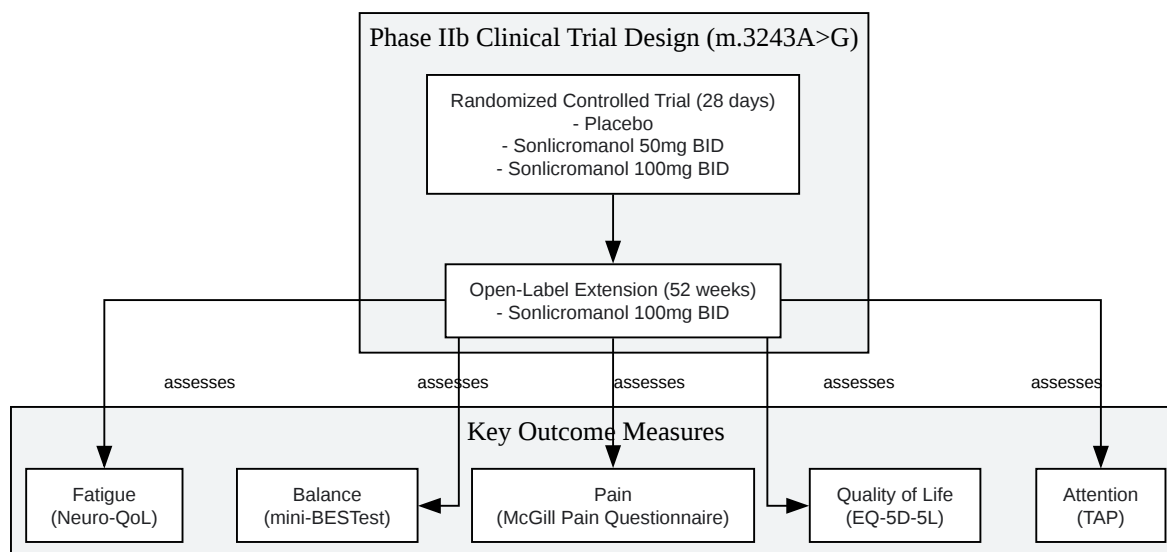 Phase IIb Clinical Trial Design (m.3243A>G)
Randomized Controlled Trial (28 days)
- Placebo
- Sonlicromanol 50mg BID
- Sonlicromanol 100mg BID
Open-Label Extension (52 weeks)
- Sonlicromanol 100mg BID
assesses
assesses
assesses
assesses
assesses
Key Outcome Measures
Fatigue
(Neuro-QoL)
Balance
(mini-BESTest)
Pain
(McGill Pain Questionnaire)
Quality of Life
(EQ-5D-5L)
Attention
(TAP)